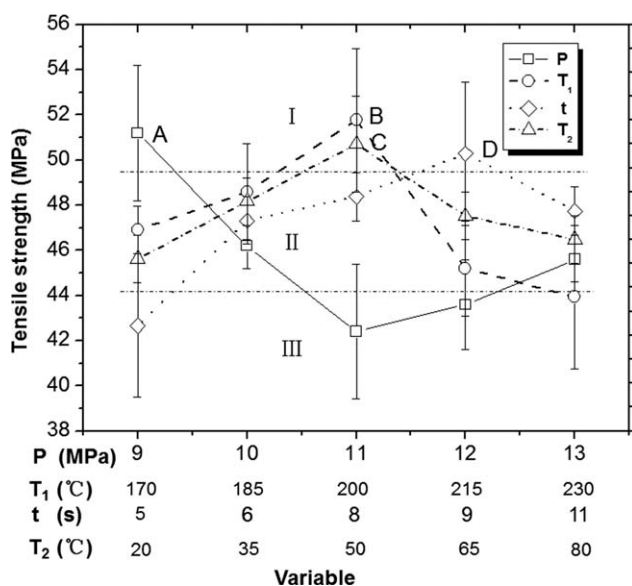 56
54
52
50
48
46
44
42
40
38
Tensile strength (MPa)
P
T₁
t
T₂
A
B
C
D
I
II
III
9 10 11 12 13
P (MPa)
T₁ (℃) 170 185 200 215 230
t (s) 5 6 8 9 11
T₂ (℃) 20 35 50 65 80
Variable